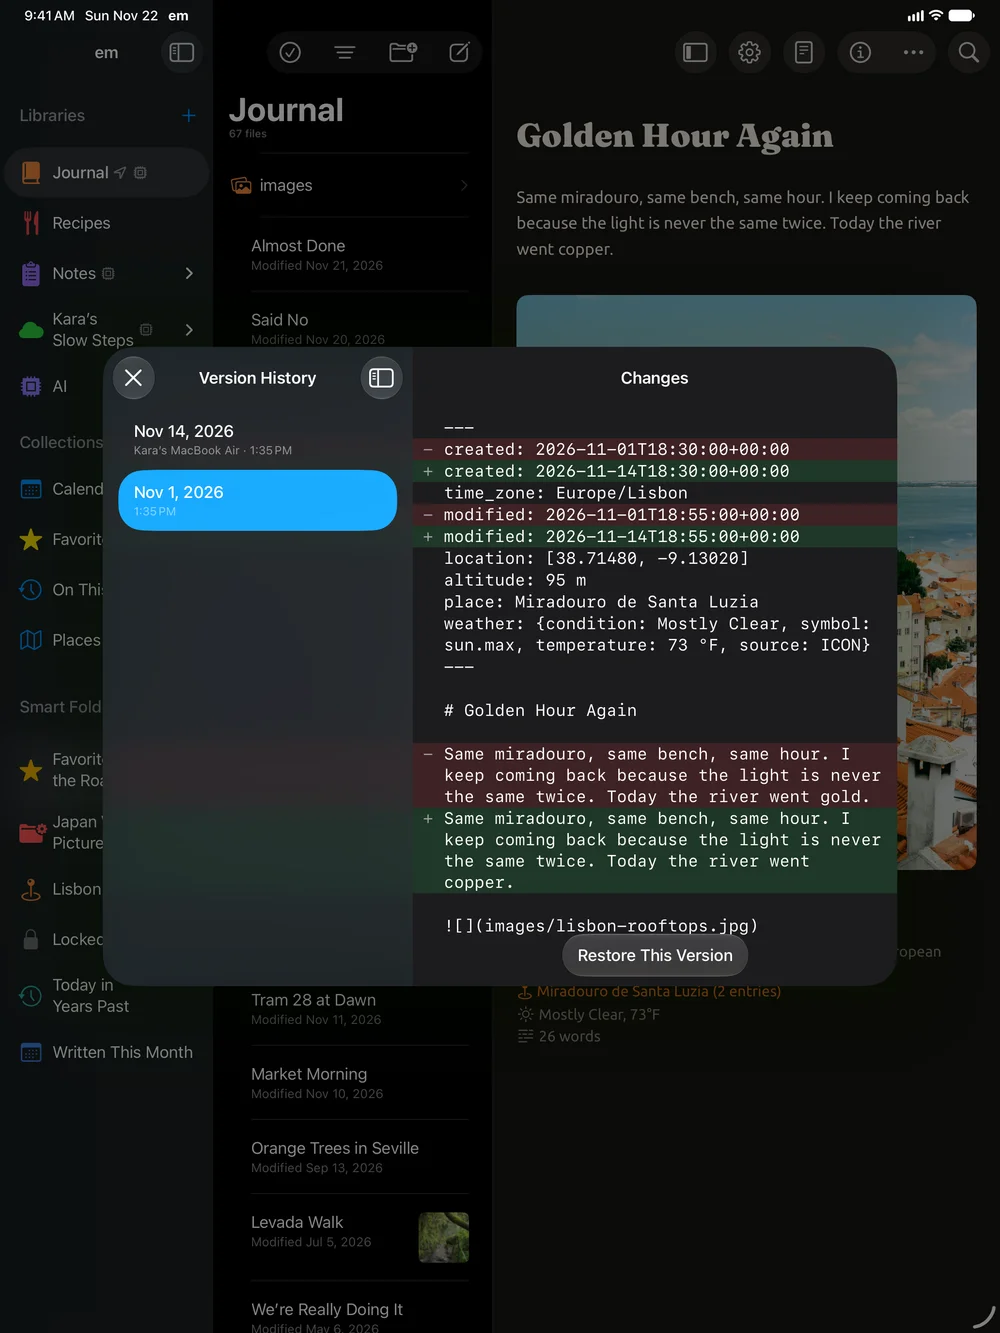 9:41 AM Sun Nov 22 em
em
Libraries
Journal
Recipes
Notes
Kara's
Slow Steps
AI
Collections
Calend
Favorit
On This
Places
Smart Fold
Favorit
the Roa
Japan
Picture
Lisbon
Locked
Today in
Years Past
Written This Month
Journal
67 files
images
Almost Done
Modified Nov 21, 2026
Said No
Modified Nov 20, 2026
Tram 28 at Dawn
Modified Nov 11, 2026
Market Morning
Modified Nov 10, 2026
Orange Trees in Seville
Modified Sep 13, 2026
Levada Walk
Modified Jul 5, 2026
We're Really Doing It
Modified May 6, 2026
Golden Hour Again
Same miradouro, same bench, same hour. I keep coming back
because the light is never the same twice. Today the river
went copper.
ropean
Miradouro de Santa Luzia (2 entries)
Mostly Clear, 73°F
26 words
Version History
Nov 14, 2026
Kara's MacBook Air · 1:35 PM
Nov 1, 2026
1:35 PM
Changes
---
- created: 2026-11-01T18:30:00+00:00
+ created: 2026-11-14T18:30:00+00:00
time_zone: Europe/Lisbon
- modified: 2026-11-01T18:55:00+00:00
+ modified: 2026-11-14T18:55:00+00:00
location: [38.71480, -9.13020]
altitude: 95 m
place: Miradouro de Santa Luzia
weather: {condition: Mostly Clear, symbol:
sun.max, temperature: 73 °F, source: ICON}
---
# Golden Hour Again
- Same miradouro, same bench, same hour. I
keep coming back because the light is never
the same twice. Today the river went gold.
+ Same miradouro, same bench, same hour. I
keep coming back because the light is never
the same twice. Today the river went
copper.
![](images/lisbon-rooftops.jpg)
Restore This Version